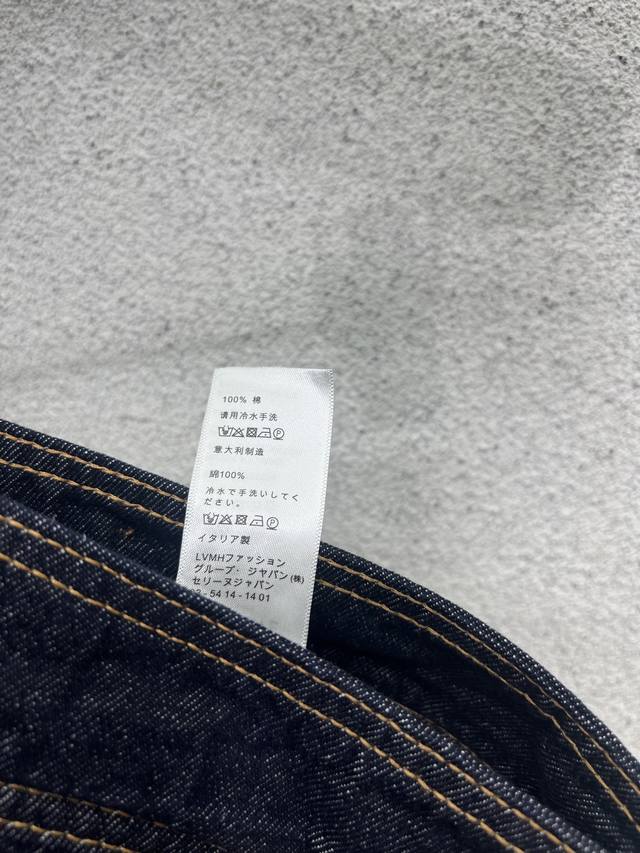 100% 棉
请用冷水手洗
P
意大利制造
綿100%
冷水で手洗いしてく
ださい。
P
イタリア製
LVMHファッション
グループ・ジャパン(株)
セリーヌジャパン
3-5414-1401